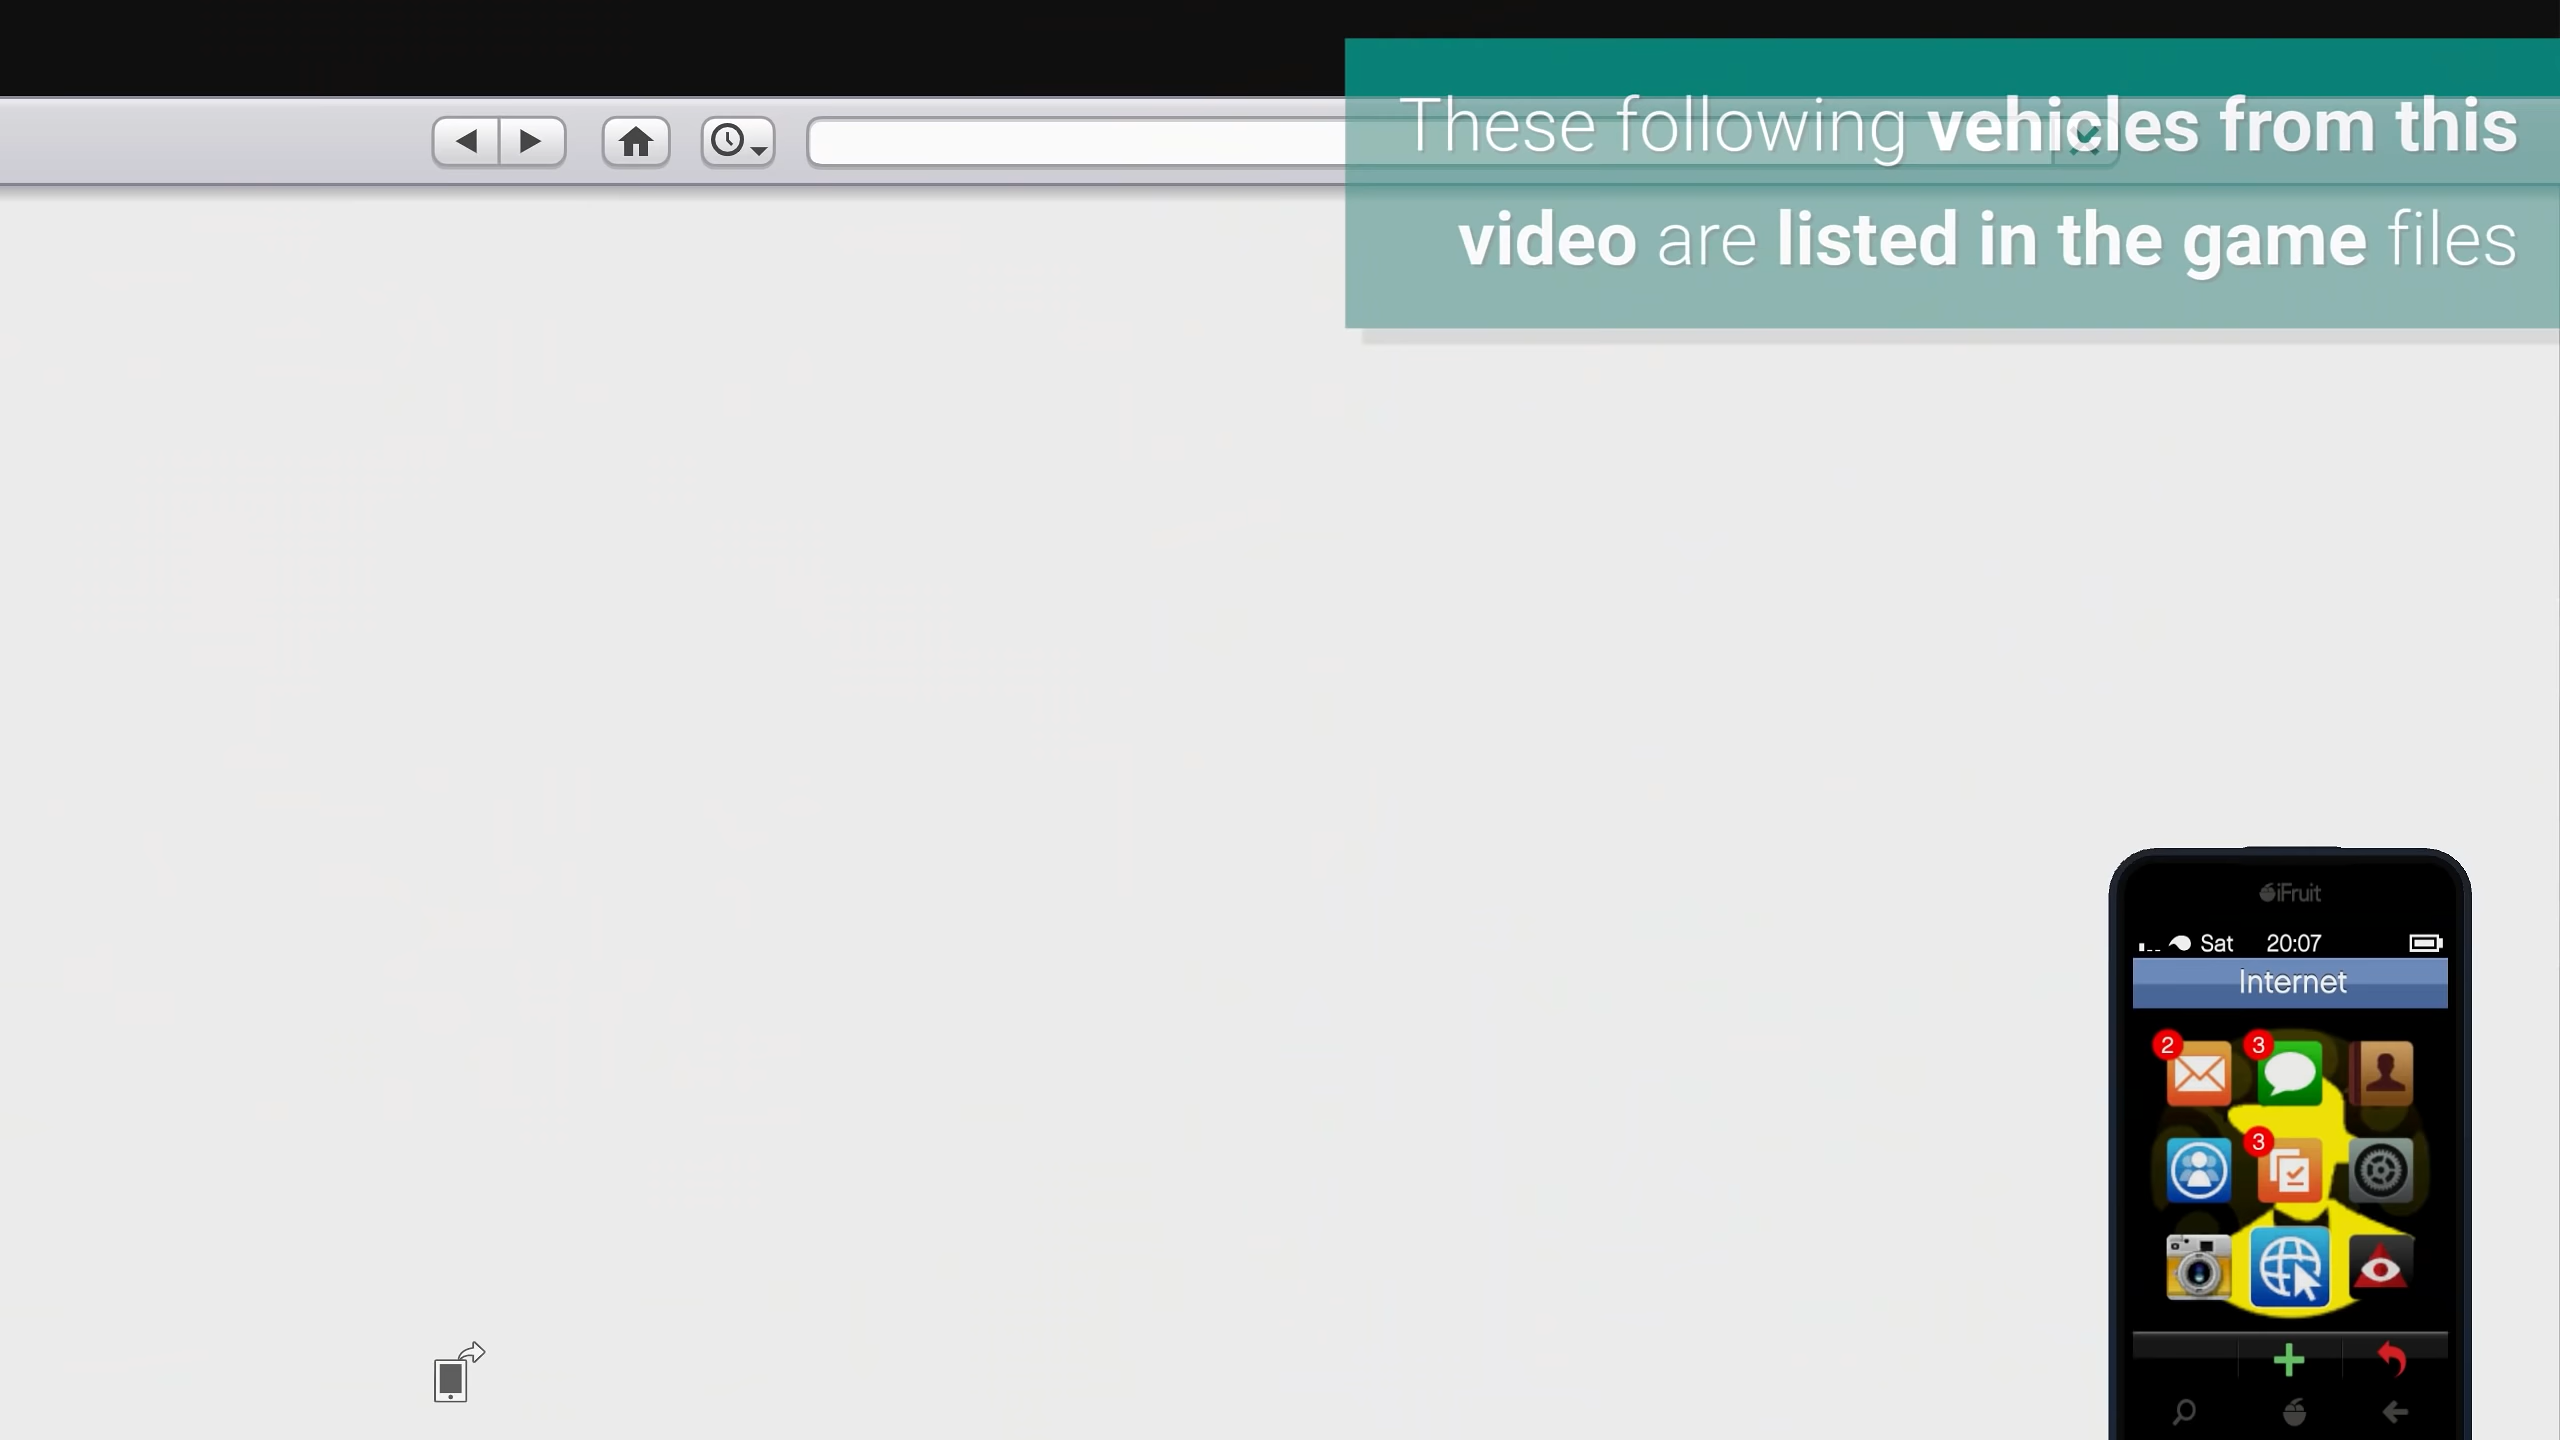 These following vehicles from this
video are listed in the game files
iFruit
Sat 20:07
Internet
2 3
3